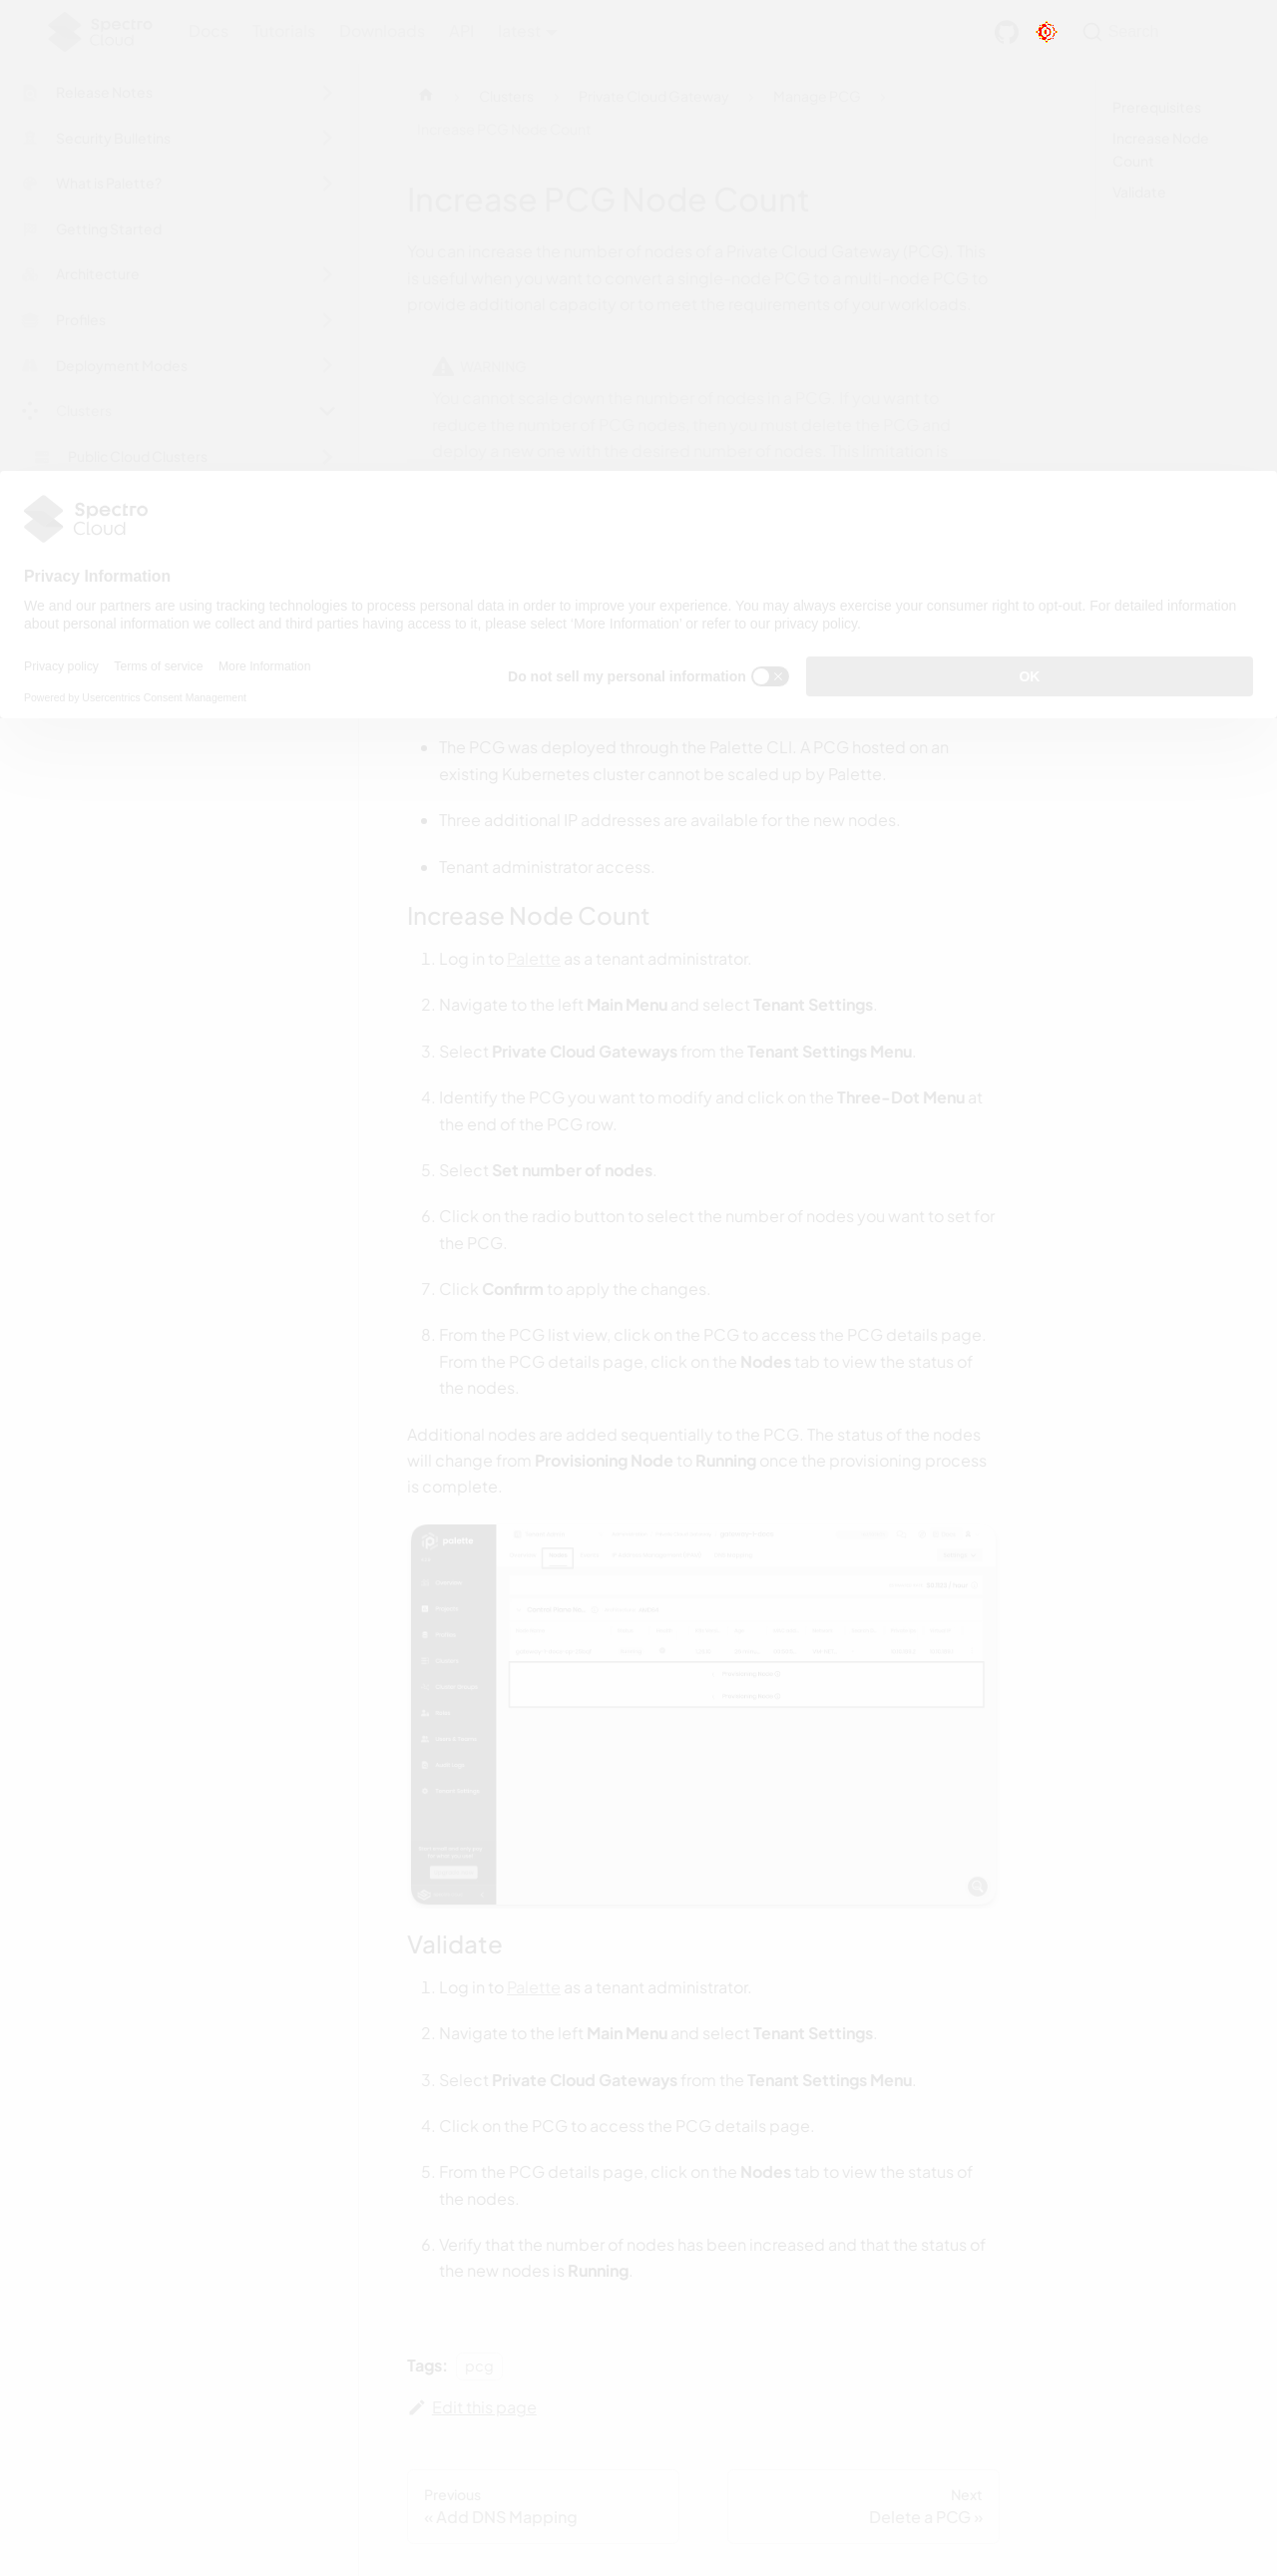 Spectro
Cloud
Docs Tutorials Downloads API latest
Search
Release Notes
Security Bulletins
What is Palette?
Getting Started
Architecture
Profiles
Deployment Modes
Clusters
Public Cloud Clusters
Clusters
Private Cloud Gateway
Manage PCG
Increase PCG Node Count
Prerequisites
Increase Node
Count
Validate
Increase PCG Node Count
You can increase the number of nodes of a Private Cloud Gateway (PCG). This
is useful when you want to convert a single-node PCG to a multi-node PCG to
provide additional capacity or to meet the requirements of your workloads.
WARNING
You cannot scale down the number of nodes in a PCG. If you want to
reduce the number of PCG nodes, then you must delete the PCG and
deploy a new one with the desired number of nodes. This limitation is
Spectro
Cloud
Privacy Information
We and our partners are using tracking technologies to process personal data in order to improve your experience. You may always exercise your consumer right to opt-out. For detailed information
about personal information we collect and third parties having access to it, please select 'More Information' or refer to our privacy policy.
Privacy policy Terms of service More Information
Powered by Usercentrics Consent Management
Do not sell my personal information
OK
The PCG was deployed through the Palette CLI. A PCG hosted on an
existing Kubernetes cluster cannot be scaled up by Palette.
Three additional IP addresses are available for the new nodes.
Tenant administrator access.
Increase Node Count
1. Log in to Palette as a tenant administrator.
2. Navigate to the left Main Menu and select Tenant Settings.
3. Select Private Cloud Gateways from the Tenant Settings Menu.
4. Identify the PCG you want to modify and click on the Three-Dot Menu at
the end of the PCG row.
5. Select Set number of nodes.
6. Click on the radio button to select the number of nodes you want to set for
the PCG.
7. Click Confirm to apply the changes.
8. From the PCG list view, click on the PCG to access the PCG details page.
From the PCG details page, click on the Nodes tab to view the status of
the nodes.
Additional nodes are added sequentially to the PCG. The status of the nodes
will change from Provisioning Node to Running once the provisioning process
is complete.
palette
Nodes
Provisioning Node
Provisioning Node
Validate
1. Log in to Palette as a tenant administrator.
2. Navigate to the left Main Menu and select Tenant Settings.
3. Select Private Cloud Gateways from the Tenant Settings Menu.
4. Click on the PCG to access the PCG details page.
5. From the PCG details page, click on the Nodes tab to view the status of
the nodes.
6. Verify that the number of nodes has been increased and that the status of
the new nodes is Running.
Tags: pcg
Edit this page
Previous
« Add DNS Mapping
Next
Delete a PCG »